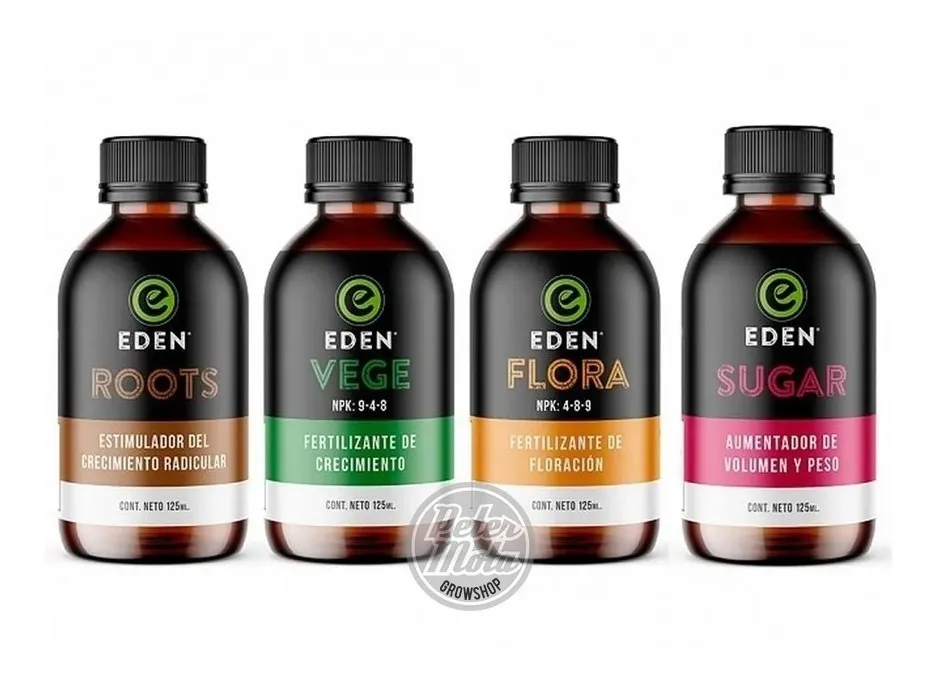 EDEN
ROOTS
ESTIMULADOR DEL
CRECIMIENTO RADICULAR
CONT. NETO 125ML.
EDEN
VEGE
NPK: 9-4-8
FERTILIZANTE DE
CRECIMIENTO
CONT. NETO 125ML.
EDEN
FLORA
NPK: 4-8-9
FERTILIZANTE DE
FLORACIÓN
CONT. NETO 125ML.
EDEN
SUGAR
AUMENTADOR DE
VOLUMEN Y PESO
CONT. NETO 125ML.
Peter
Mota
GROWSHOP